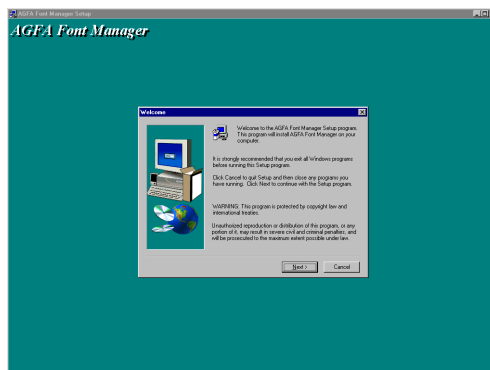 AGFA Font Manager Setup
AGFA Font Manager
Welcome
Welcome to the AGFA Font Manager Setup program.
This program will install AGFA Font Manager on your
computer.
It is strongly recommended that you exit all Windows programs
before running this Setup program.
Click Cancel to quit Setup and then close any programs you
have running. Click Next to continue with the Setup program.
WARNING: This program is protected by copyright law and
international treaties.
Unauthorized reproduction or distribution of this program, or any
portion of it, may result in severe civil and criminal penalties, and
will be prosecuted to the maximum extent possible under law.
Next >
Cancel